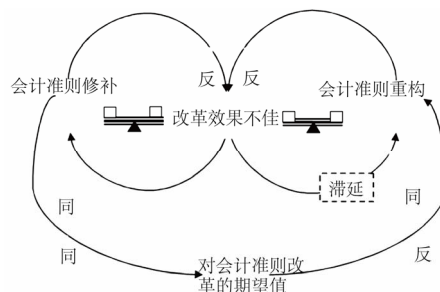 反 反
会计准则修补 会计准则重构
改革效果不佳
滞延
同 同
同 反
对会计准则改
革的期望值